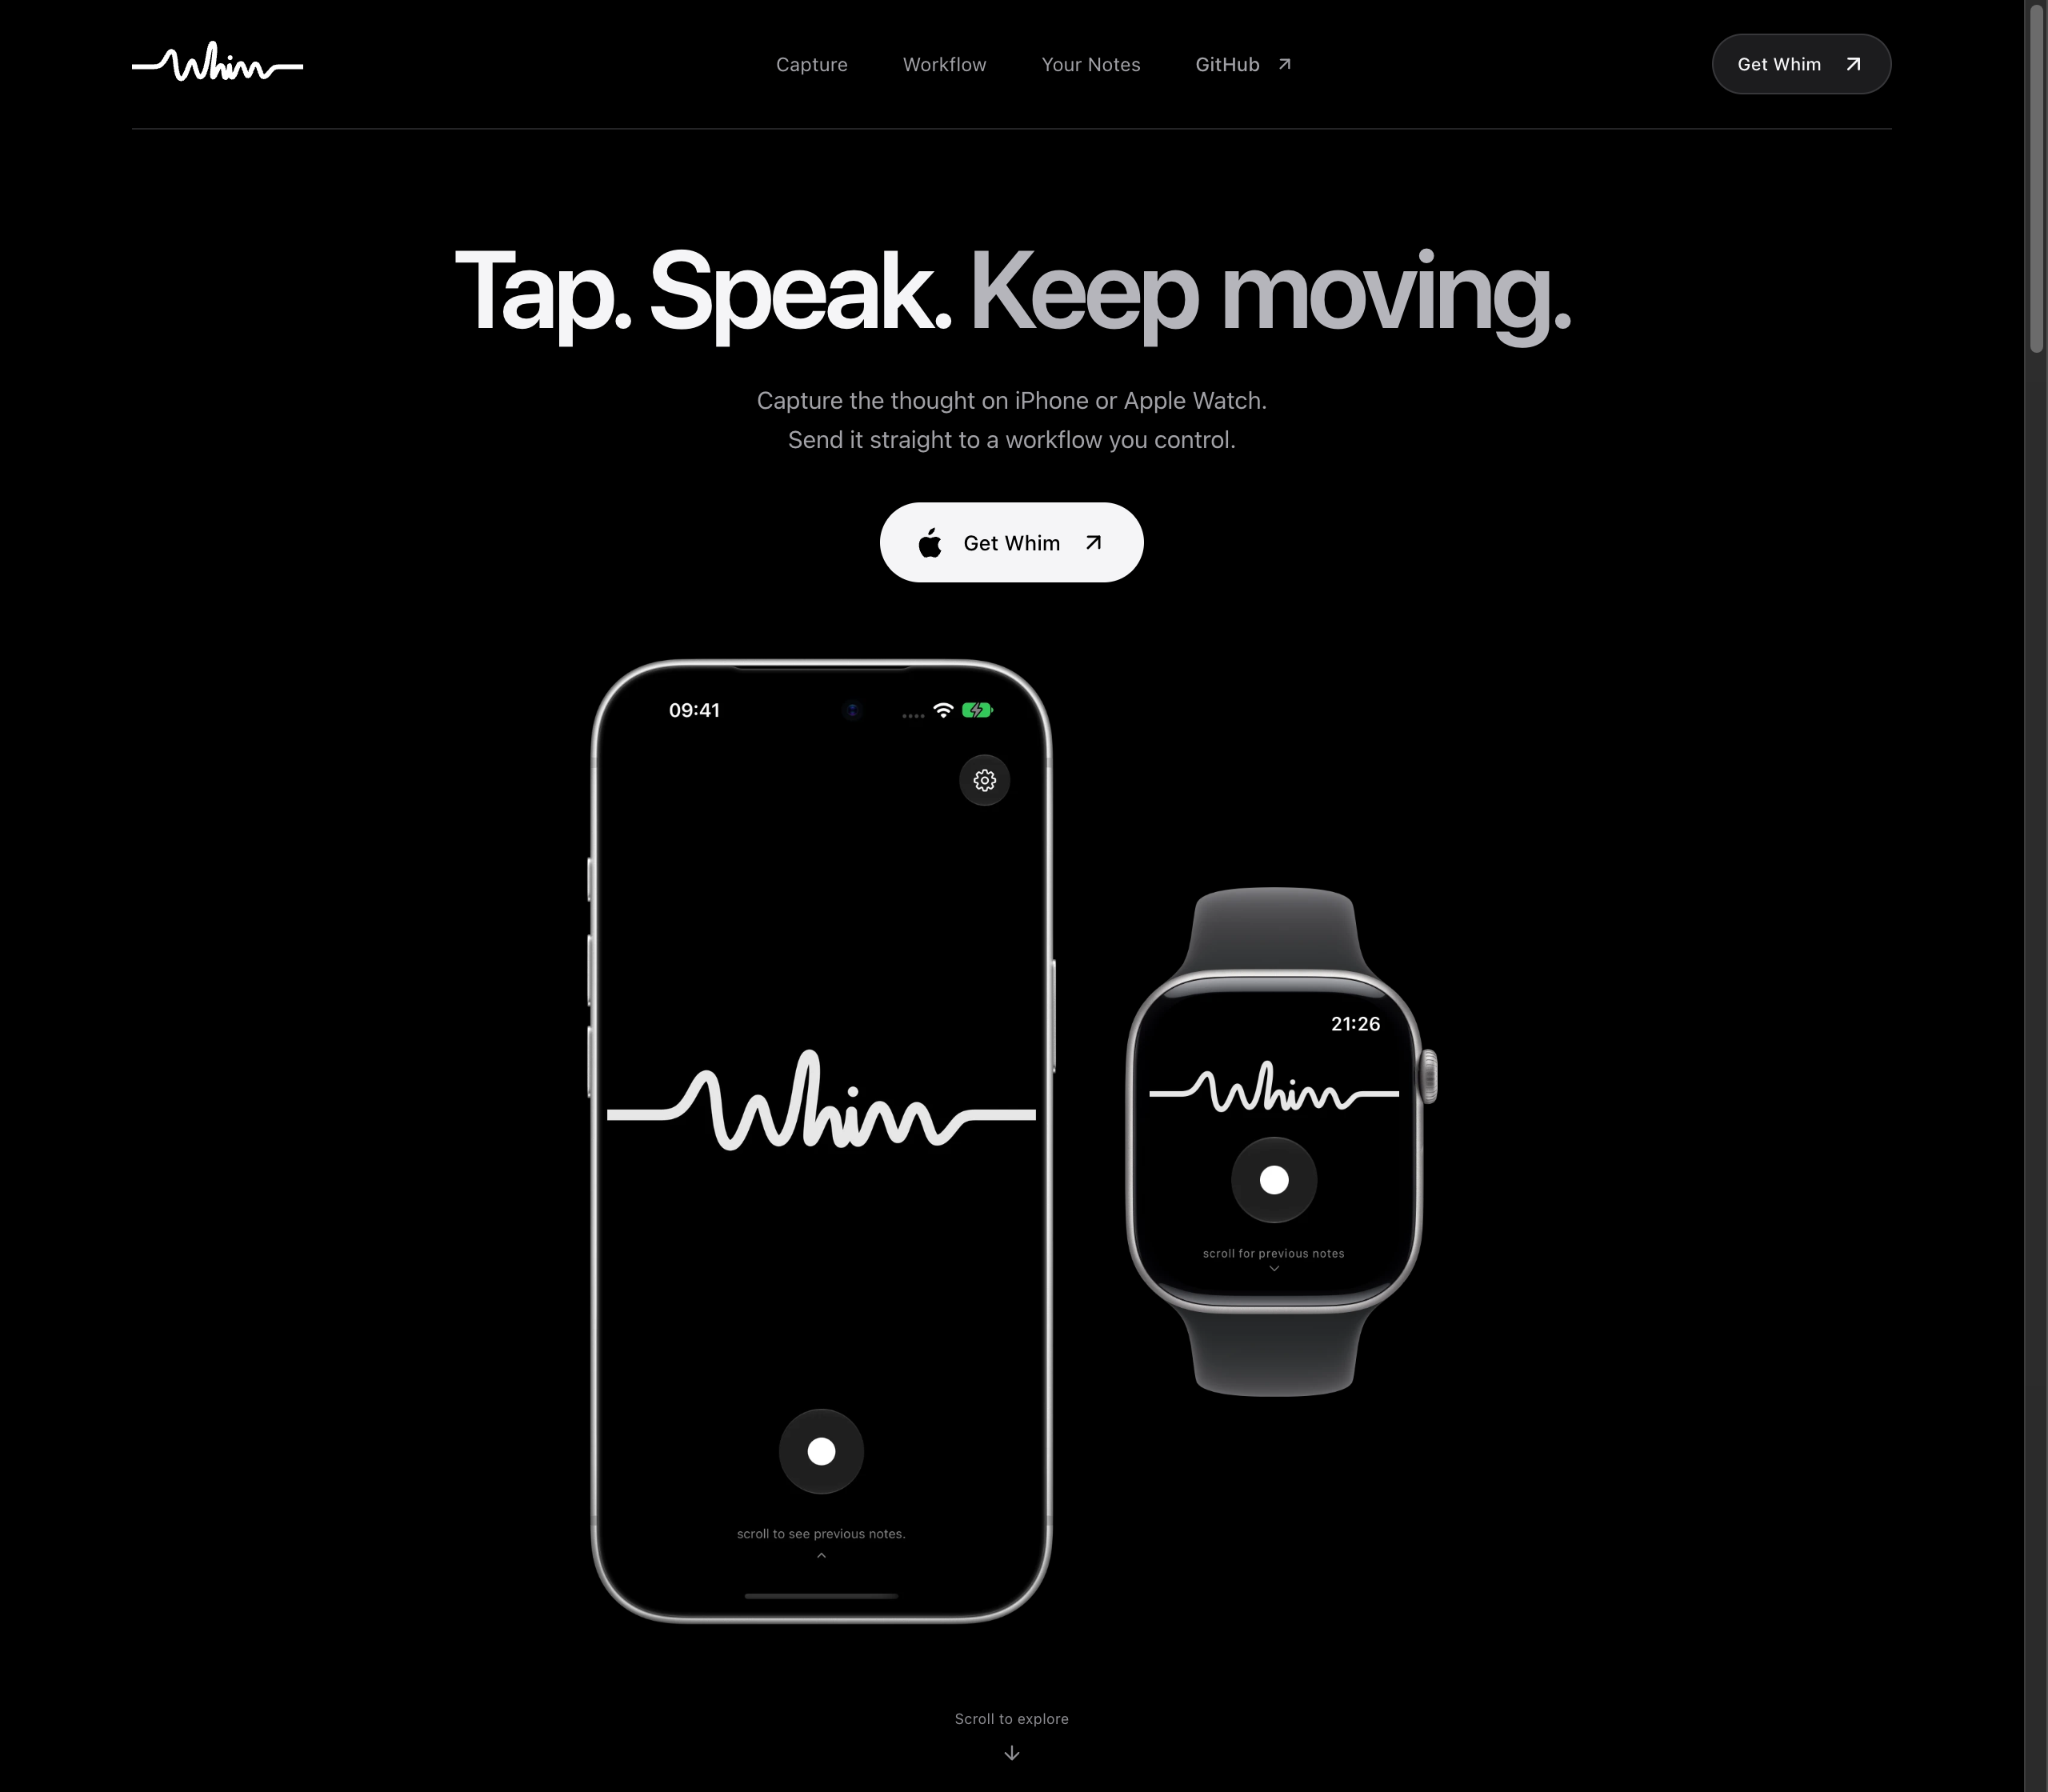 Whim
Capture
Workflow
Your Notes
GitHub
Get Whim
Tap. Speak. Keep moving.
Capture the thought on iPhone or Apple Watch.
Send it straight to a workflow you control.
Get Whim
09:41
Whim
scroll to see previous notes.
21:26
Whim
scroll for previous notes
Scroll to explore